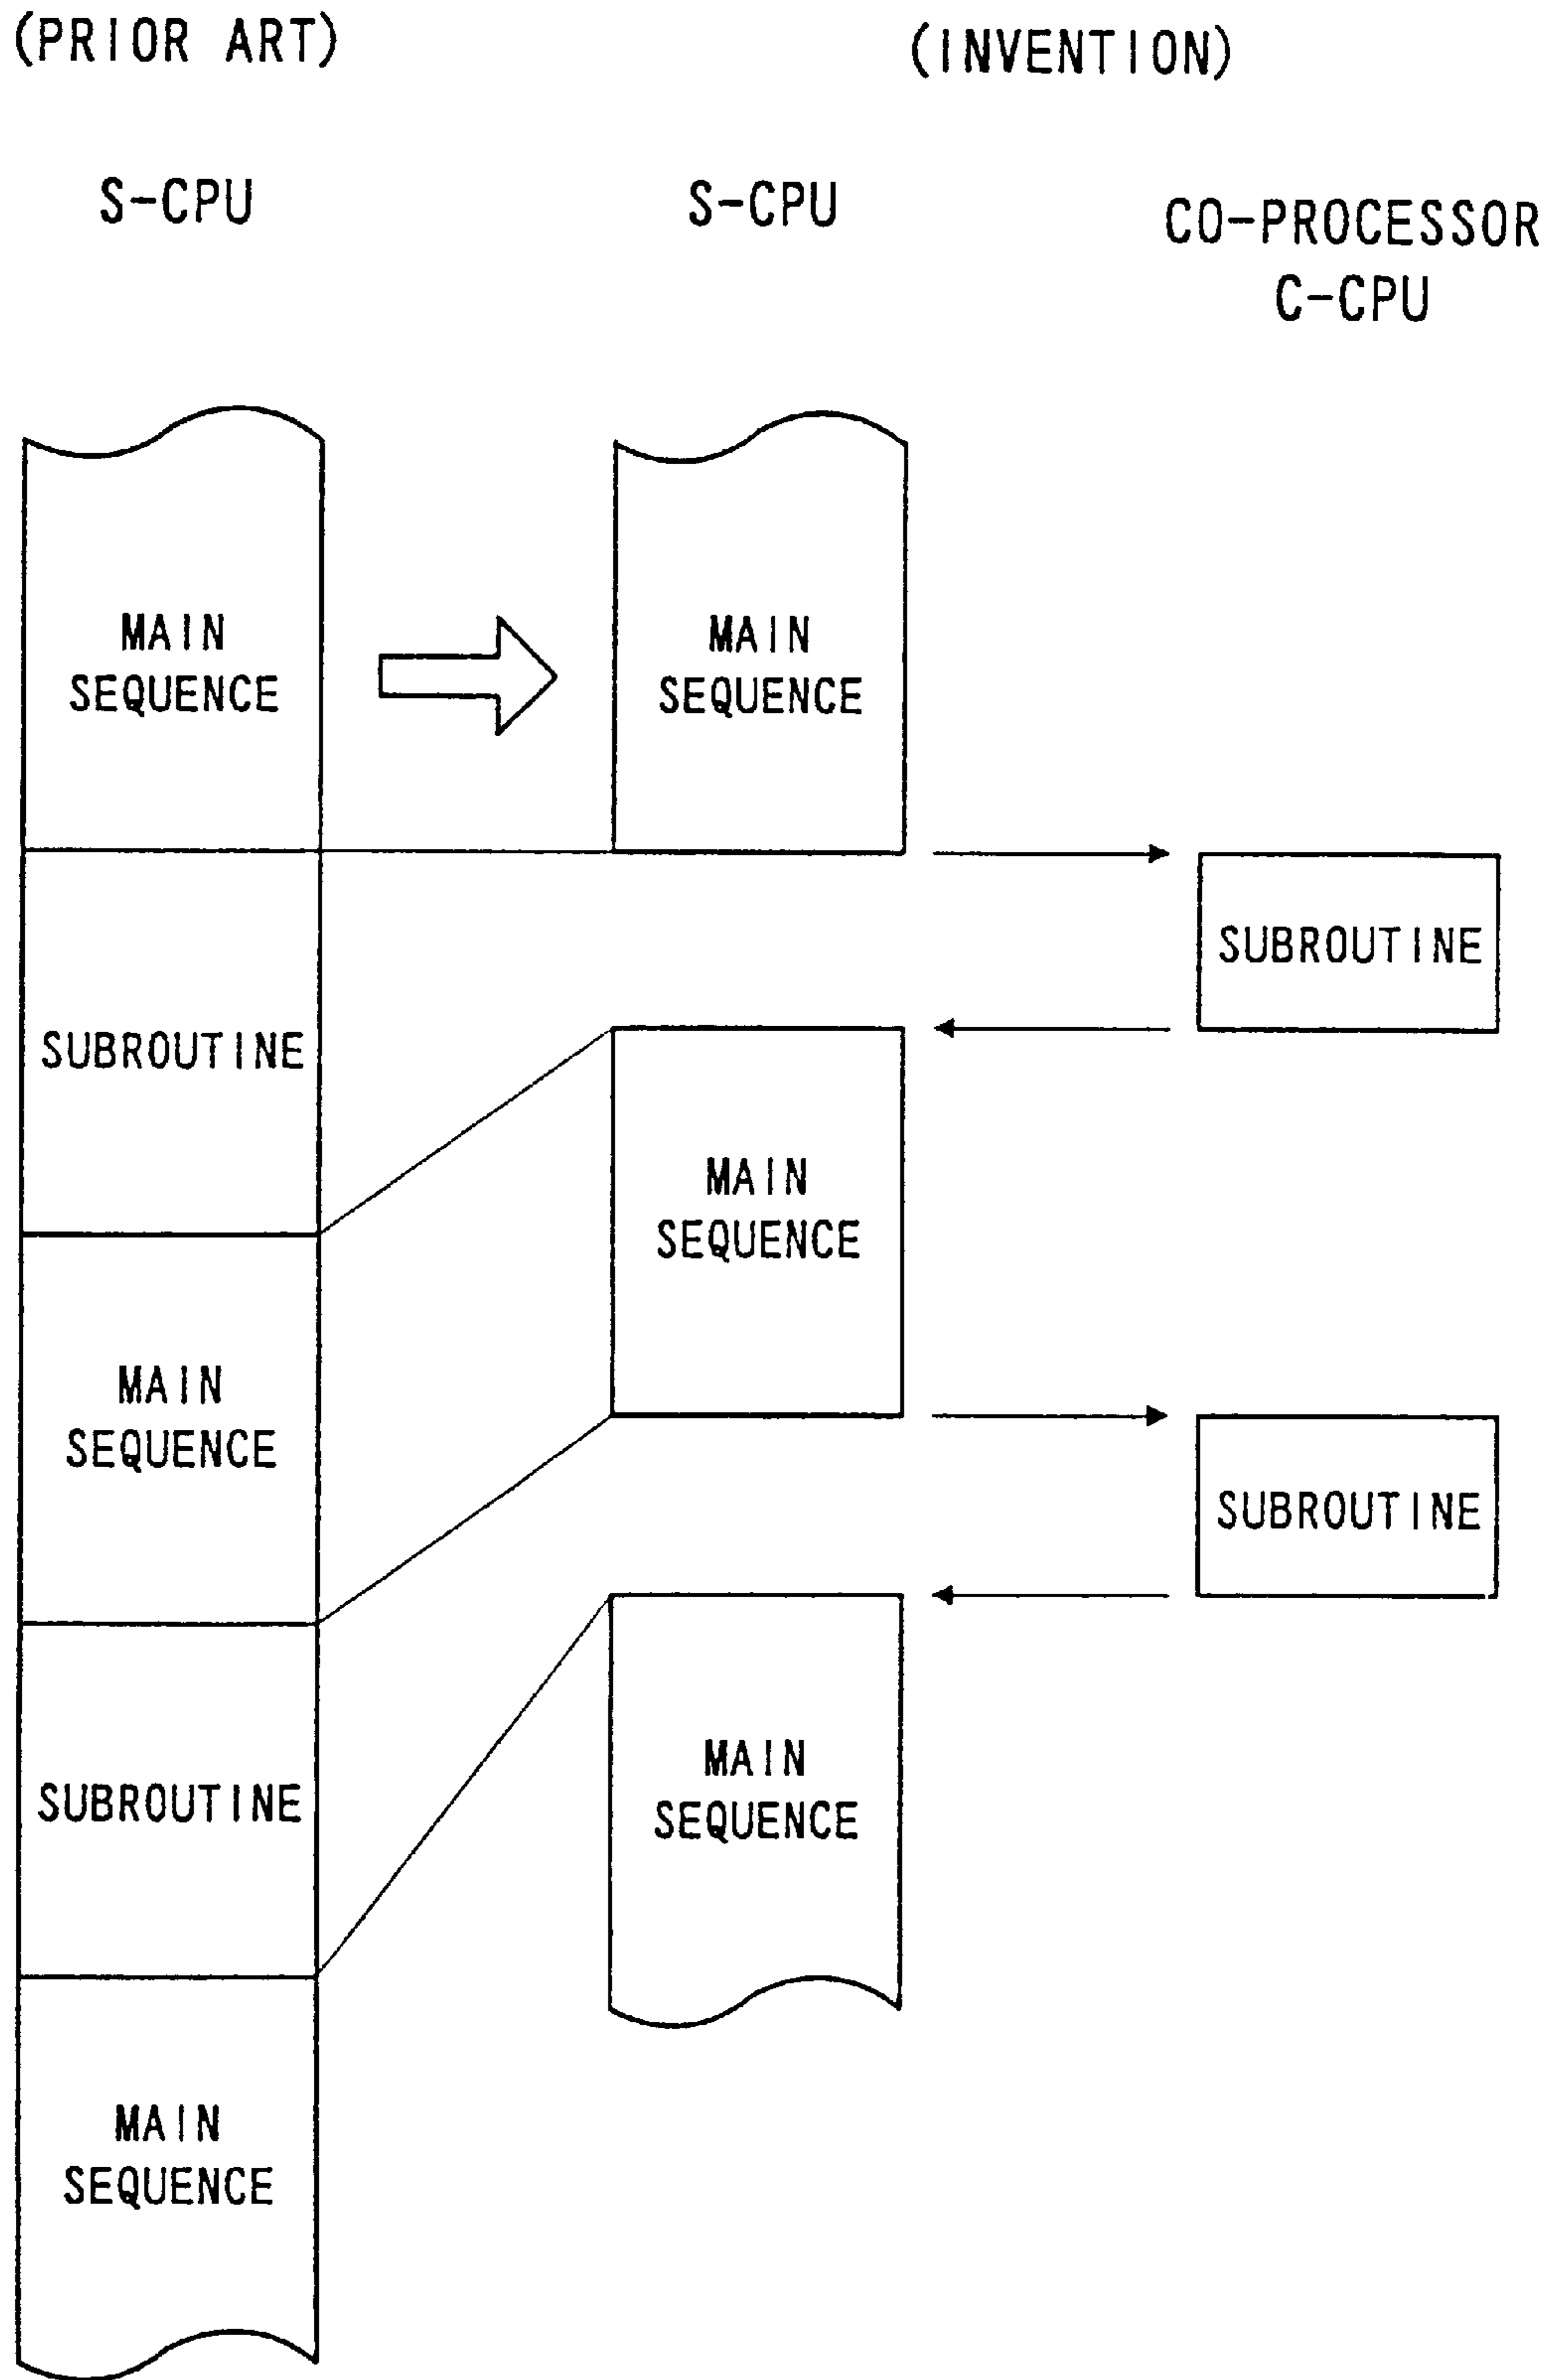 (PRIOR ART)
(INVENTION)
S-CPU
S-CPU
CO-PROCESSOR
C-CPU
MAIN
SEQUENCE
MAIN
SEQUENCE
SUBROUTINE
SUBROUTINE
MAIN
SEQUENCE
MAIN
SEQUENCE
SUBROUTINE
SUBROUTINE
MAIN
SEQUENCE
MAIN
SEQUENCE